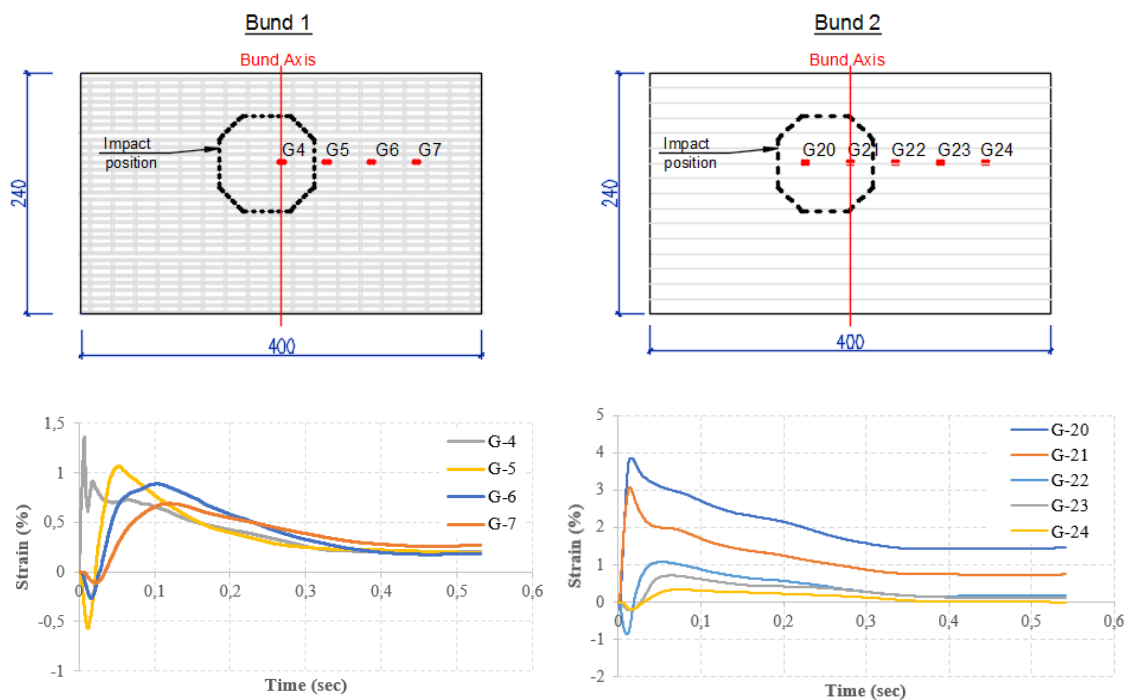 Bund 1
Bund 2
Bund Axis
Bund Axis
Impact
position
G4
G5
G6
G7
240
400
Impact
position
G20
G21
G22
G23
G24
240
400
1,5
1
0,5
0
-0,5
-1
0
0,1
0,2
0,3
0,4
0,5
0,6
Strain (%)
Time (sec)
G-4
G-5
G-6
G-7
5
4
3
2
1
0
-1
-2
0
0,1
0,2
0,3
0,4
0,5
0,6
Strain (%)
Time (sec)
G-20
G-21
G-22
G-23
G-24